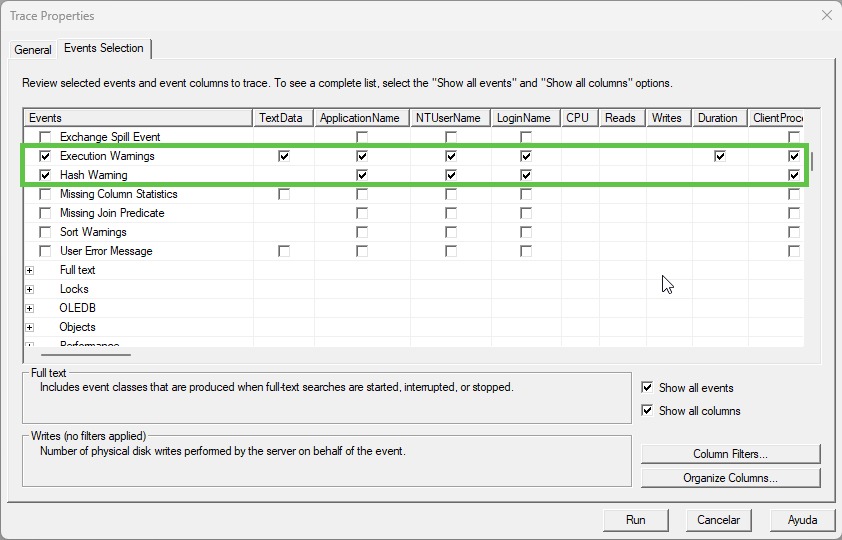 Trace Properties
General Events Selection
Review selected events and event columns to trace. To see a complete list, select the "Show all events" and "Show all columns" options.
Events TextData ApplicationName NTUserName LoginName CPU Reads Writes Duration ClientProce
Exchange Spill Event
Execution Warnings
Hash Warning
Missing Column Statistics
Missing Join Predicate
Sort Warnings
User Error Message
Full text
Locks
OLEDB
Objects
Performance
Full text
Includes event classes that are produced when full-text searches are started, interrupted, or stopped.
Show all events
Show all columns
Writes (no filters applied)
Number of physical disk writes performed by the server on behalf of the event.
Column Filters...
Organize Columns...
Run Cancelar Ayuda